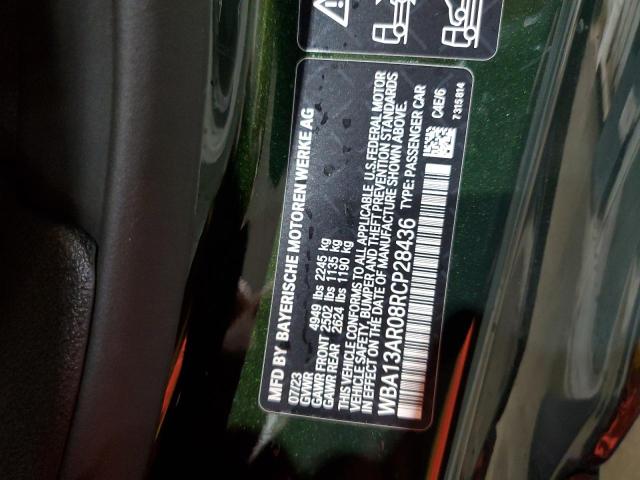 MFD BY BAYERISCHE MOTOREN WERKE AG
07/23
GVWR 4949 lbs 2245 kg
GAWR FRONT 2502 lbs 1135 kg
GAWR REAR 2624 lbs 1190 kg
THIS VEHICLE CONFORMS TO ALL APPLICABLE U.S.FEDERAL MOTOR
VEHICLE SAFETY, BUMPER AND THEFT PREVENTION STANDARDS
IN EFFECT ON THE DATE OF MANUFACTURE SHOWN ABOVE.
WBA13AR08RCP28436 TYPE: PASSENGER CAR
C4E/6
7 315 814